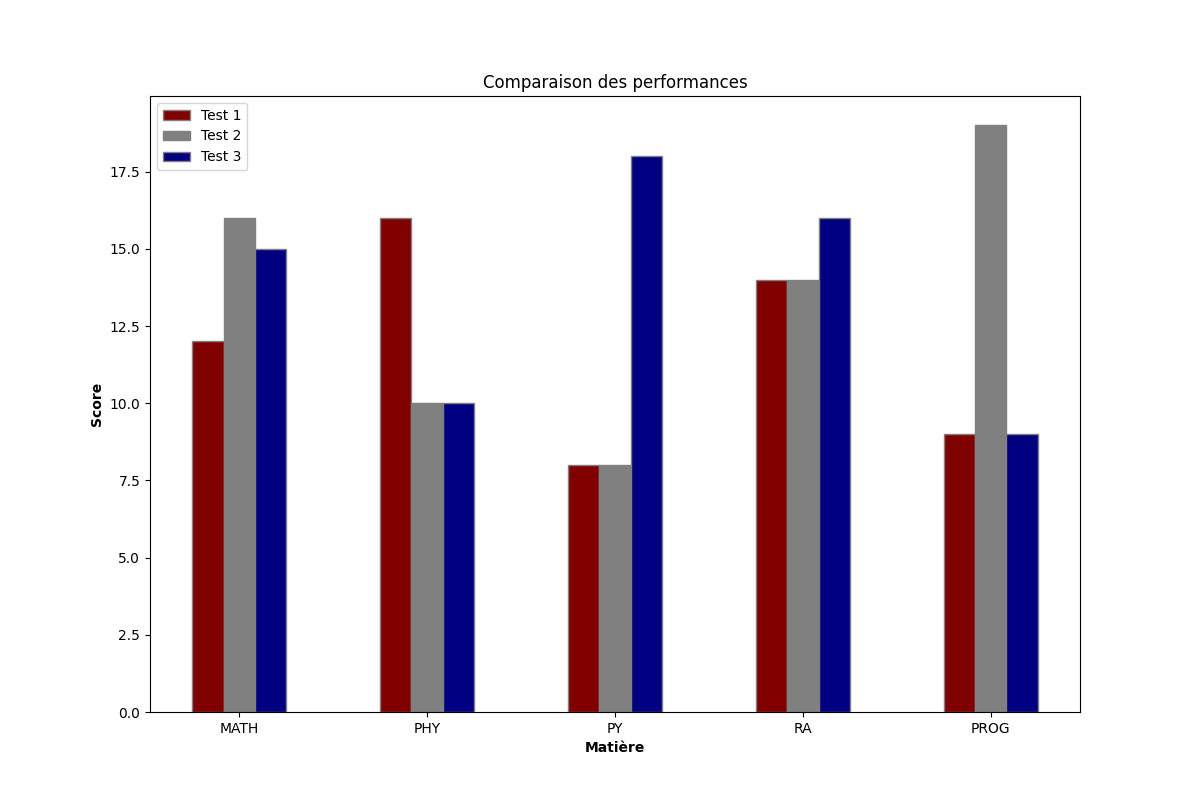 Comparaison des performances
Test 1
Test 2
Test 3
17.5
15.0
12.5
10.0
7.5
5.0
2.5
0.0
Score
MATH PHY PY RA PROG
Matière